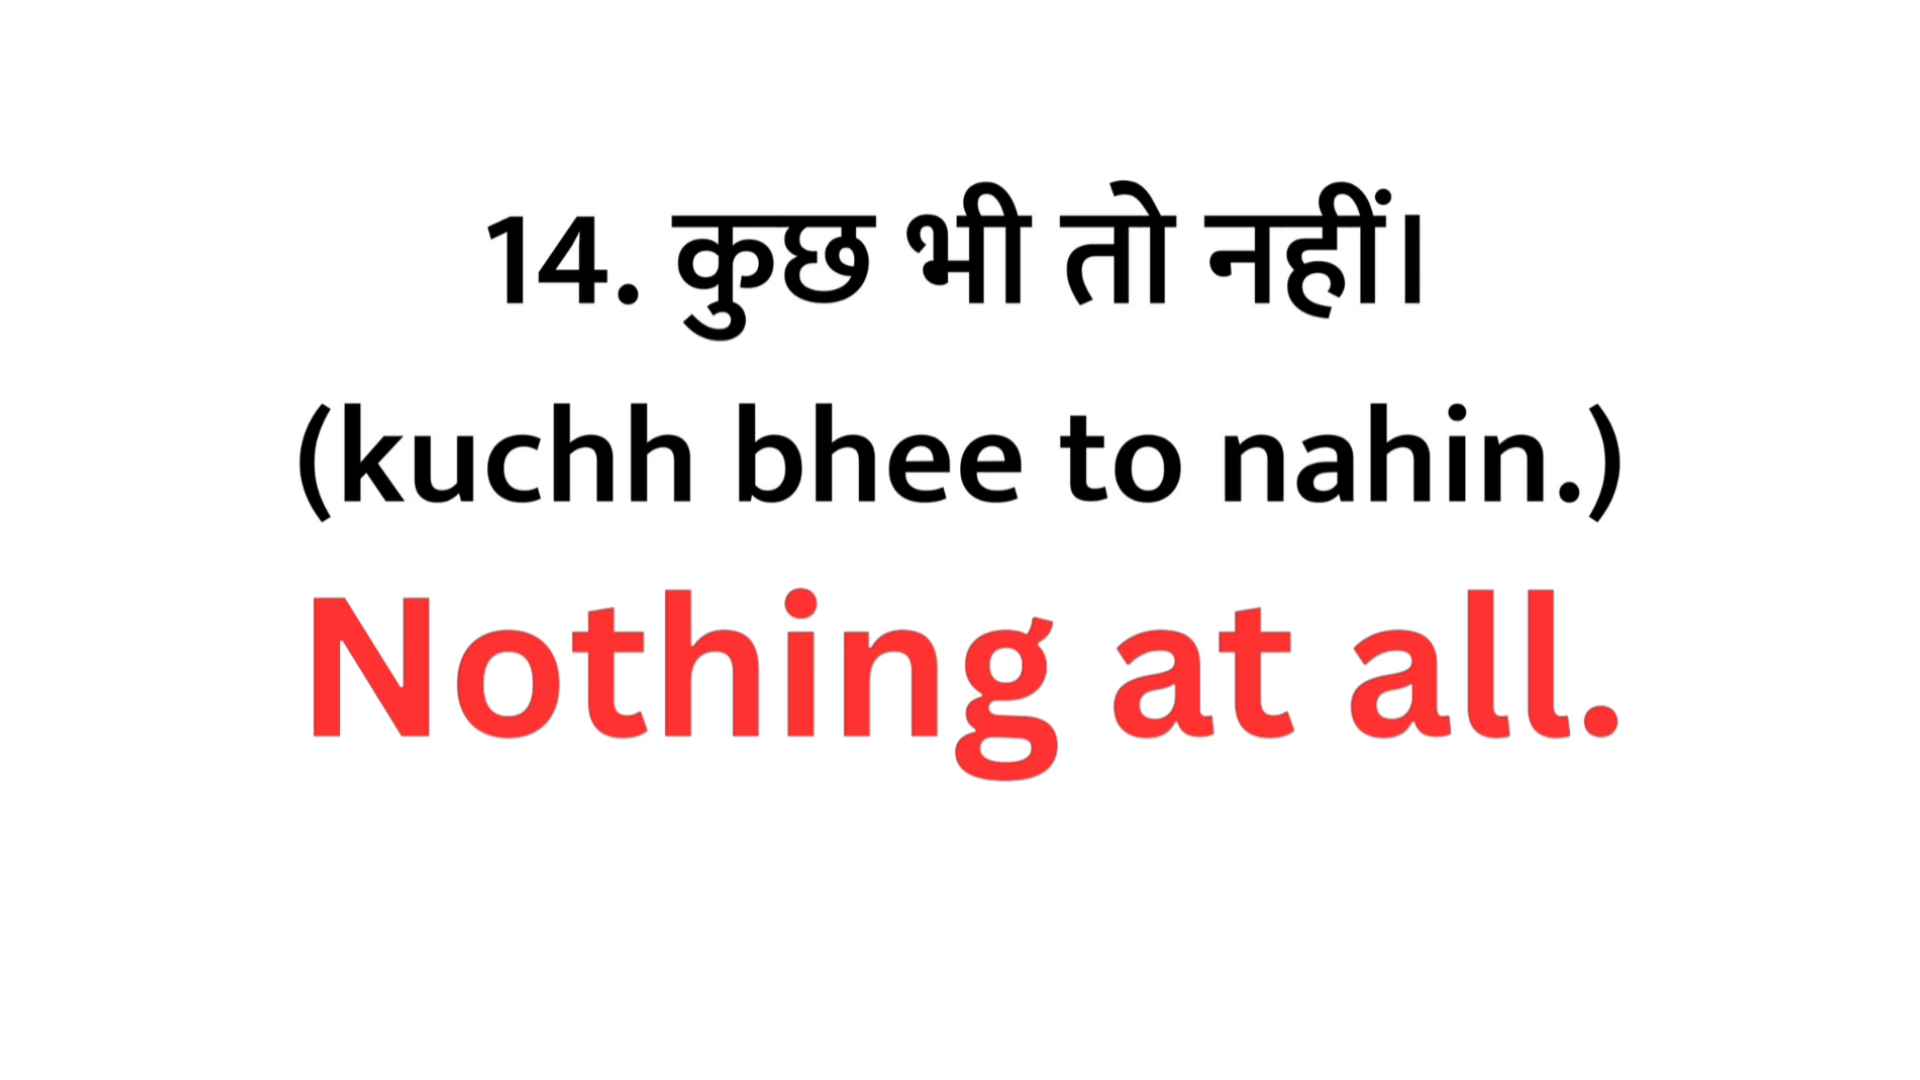 14. कुछ भी तो नहीं।
(kuchh bhee to nahin.)
Nothing at all.